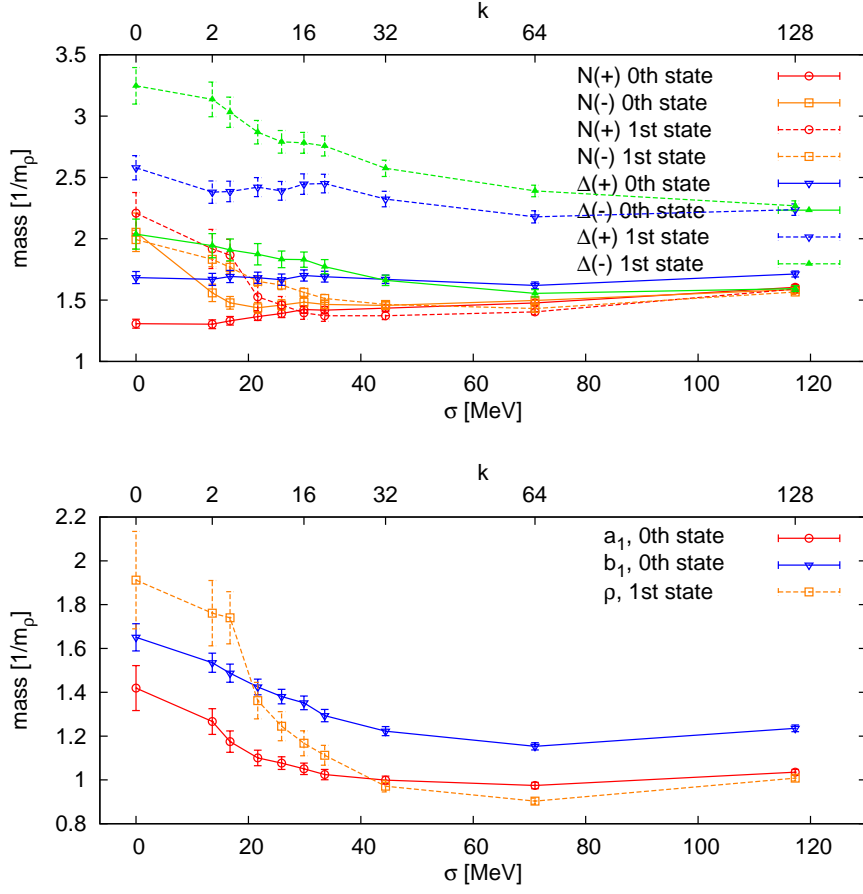 k
0 2 16 32 64 128
3.5
3
2.5
2
1.5
1
mass [1/mρ]
N(+) 0th state
N(-) 0th state
N(+) 1st state
N(-) 1st state
Δ(+) 0th state
Δ(-) 0th state
Δ(+) 1st state
Δ(-) 1st state
0 20 40 60 80 100 120
σ [MeV]
k
0 2 16 32 64 128
2.2
2
1.8
1.6
1.4
1.2
1
0.8
mass [1/mρ]
a1, 0th state
b1, 0th state
ρ, 1st state
0 20 40 60 80 100 120
σ [MeV]